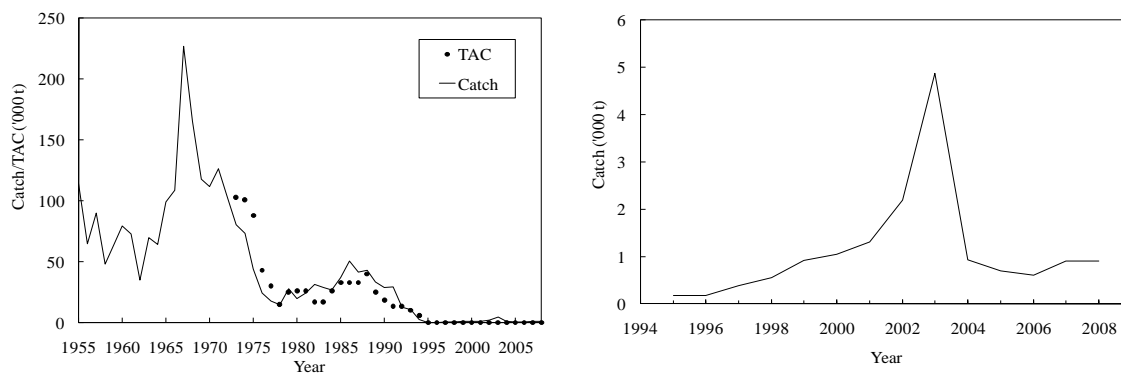 250
200
150
100
50
0
Catch/TAC ('000 t)
TAC
Catch
1955 1960 1965 1970 1975 1980 1985 1990 1995 2000 2005
Year
6
5
4
3
2
1
0
Catch ('000 t)
1994 1996 1998 2000 2002 2004 2006 2008
Year